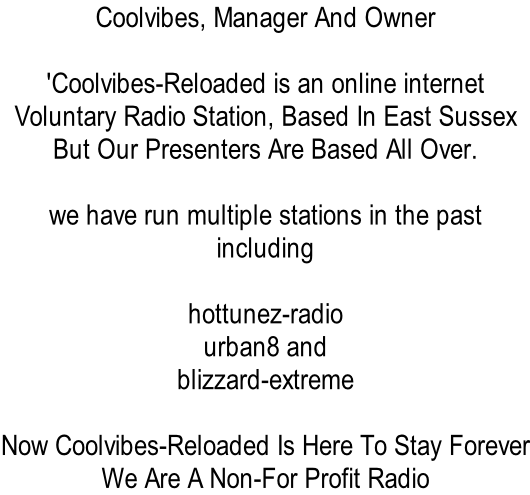 Coolvibes, Manager And Owner
'Coolvibes-Reloaded is an online internet
Voluntary Radio Station, Based In East Sussex
But Our Presenters Are Based All Over.
we have run multiple stations in the past
including
hottunez-radio
urban8 and
blizzard-extreme
Now Coolvibes-Reloaded Is Here To Stay Forever
We Are A Non-For Profit Radio